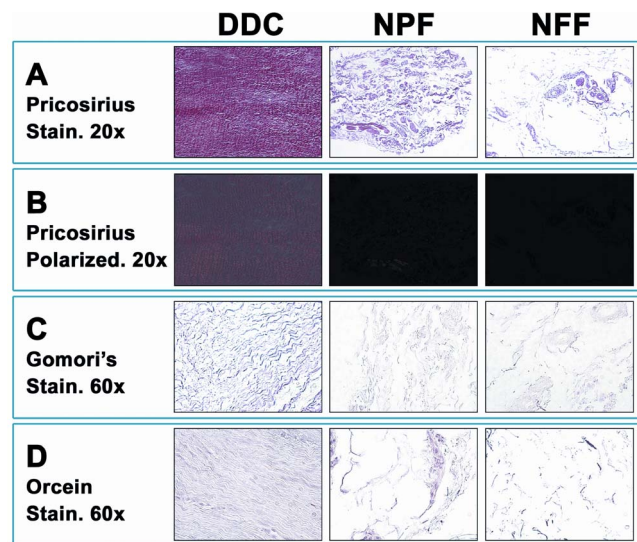 DDC NPF NFF
A
Pricosirius
Stain. 20x
B
Pricosirius
Polarized. 20x
C
Gomori's
Stain. 60x
D
Orcein
Stain. 60x